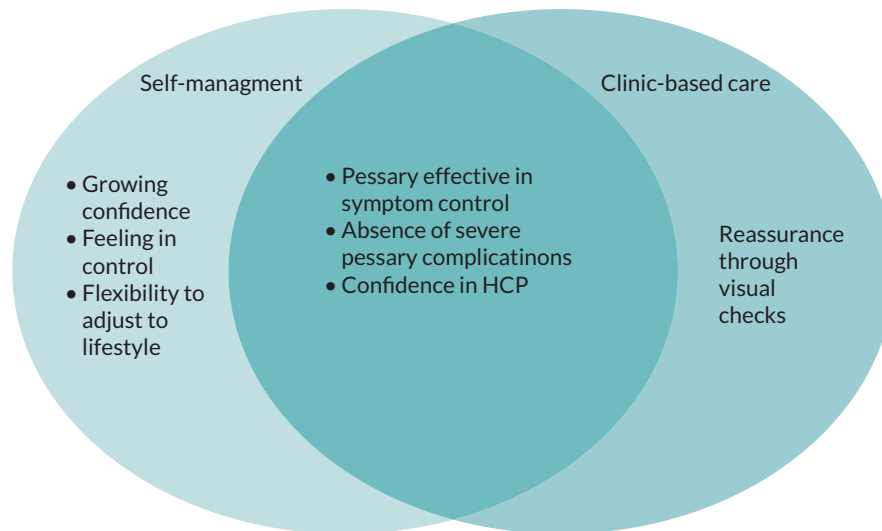 Self-managment
Clinic-based care
• Growing
confidence
• Feeling in
control
• Flexibility to
adjust to
lifestyle
• Pessary effective in
symptom control
• Absence of severe
pessary complicatinons
• Confidence in HCP
Reassurance
through
visual
checks